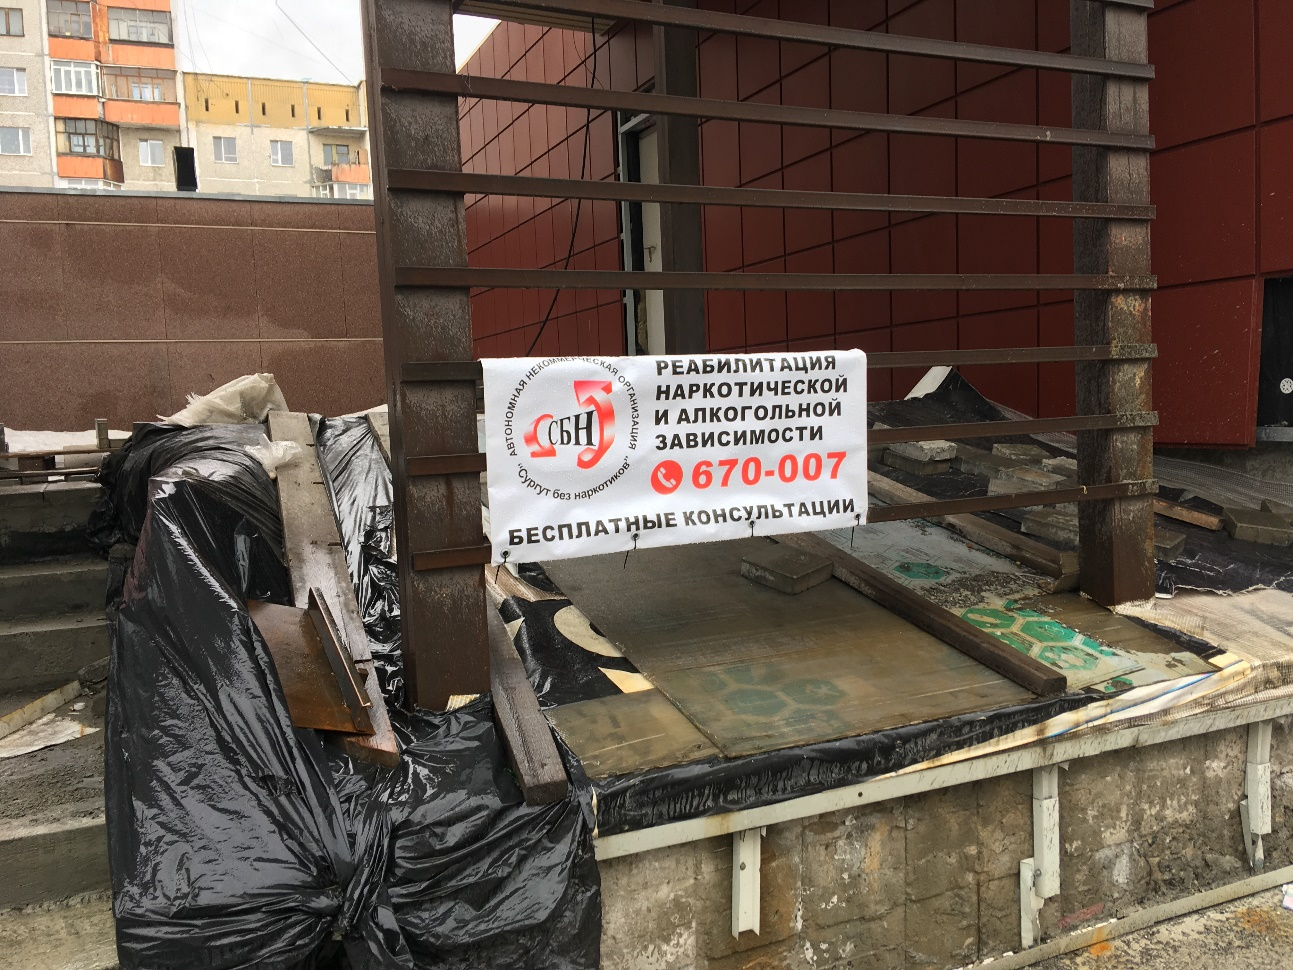 АВТОНОМНАЯ НЕКОММЕРЧЕСКАЯ ОРГАНИЗАЦИЯ
"Сургут без наркотиков"
СБН
РЕАБИЛИТАЦИЯ
НАРКОТИЧЕСКОЙ
И АЛКОГОЛЬНОЙ
ЗАВИСИМОСТИ
670-007
БЕСПЛАТНЫЕ КОНСУЛЬТАЦИИ